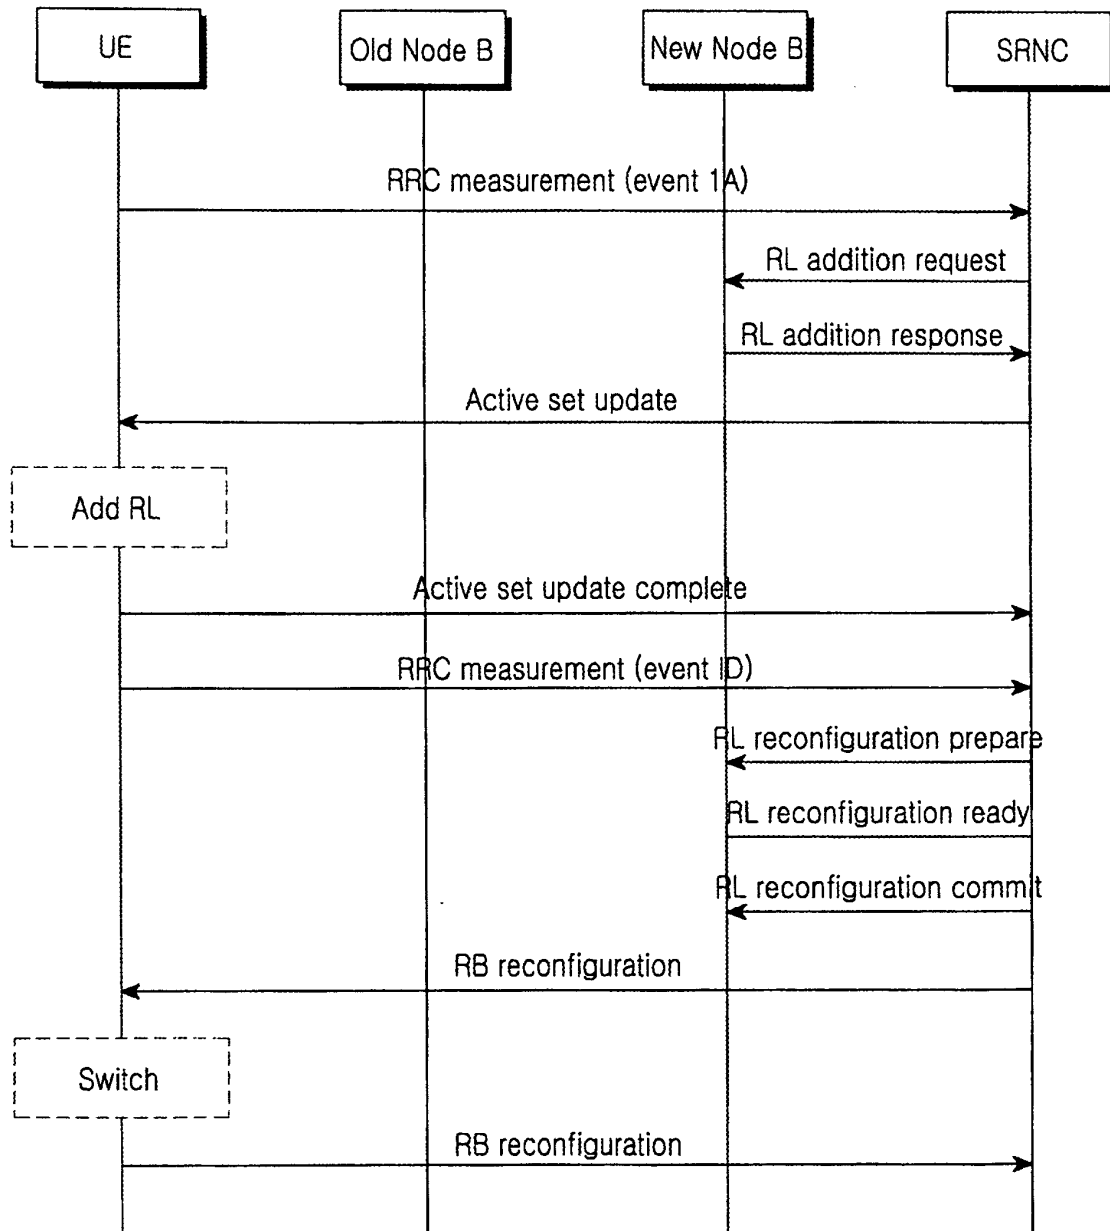 UE
Old Node B
New Node B
SRNC
RRC measurement (event 1A)
RL addition request
RL addition response
Active set update
Add RL
Active set update complete
RRC measurement (event ID)
RL reconfiguration prepare
RL reconfiguration ready
RL reconfiguration commit
RB reconfiguration
Switch
RB reconfiguration